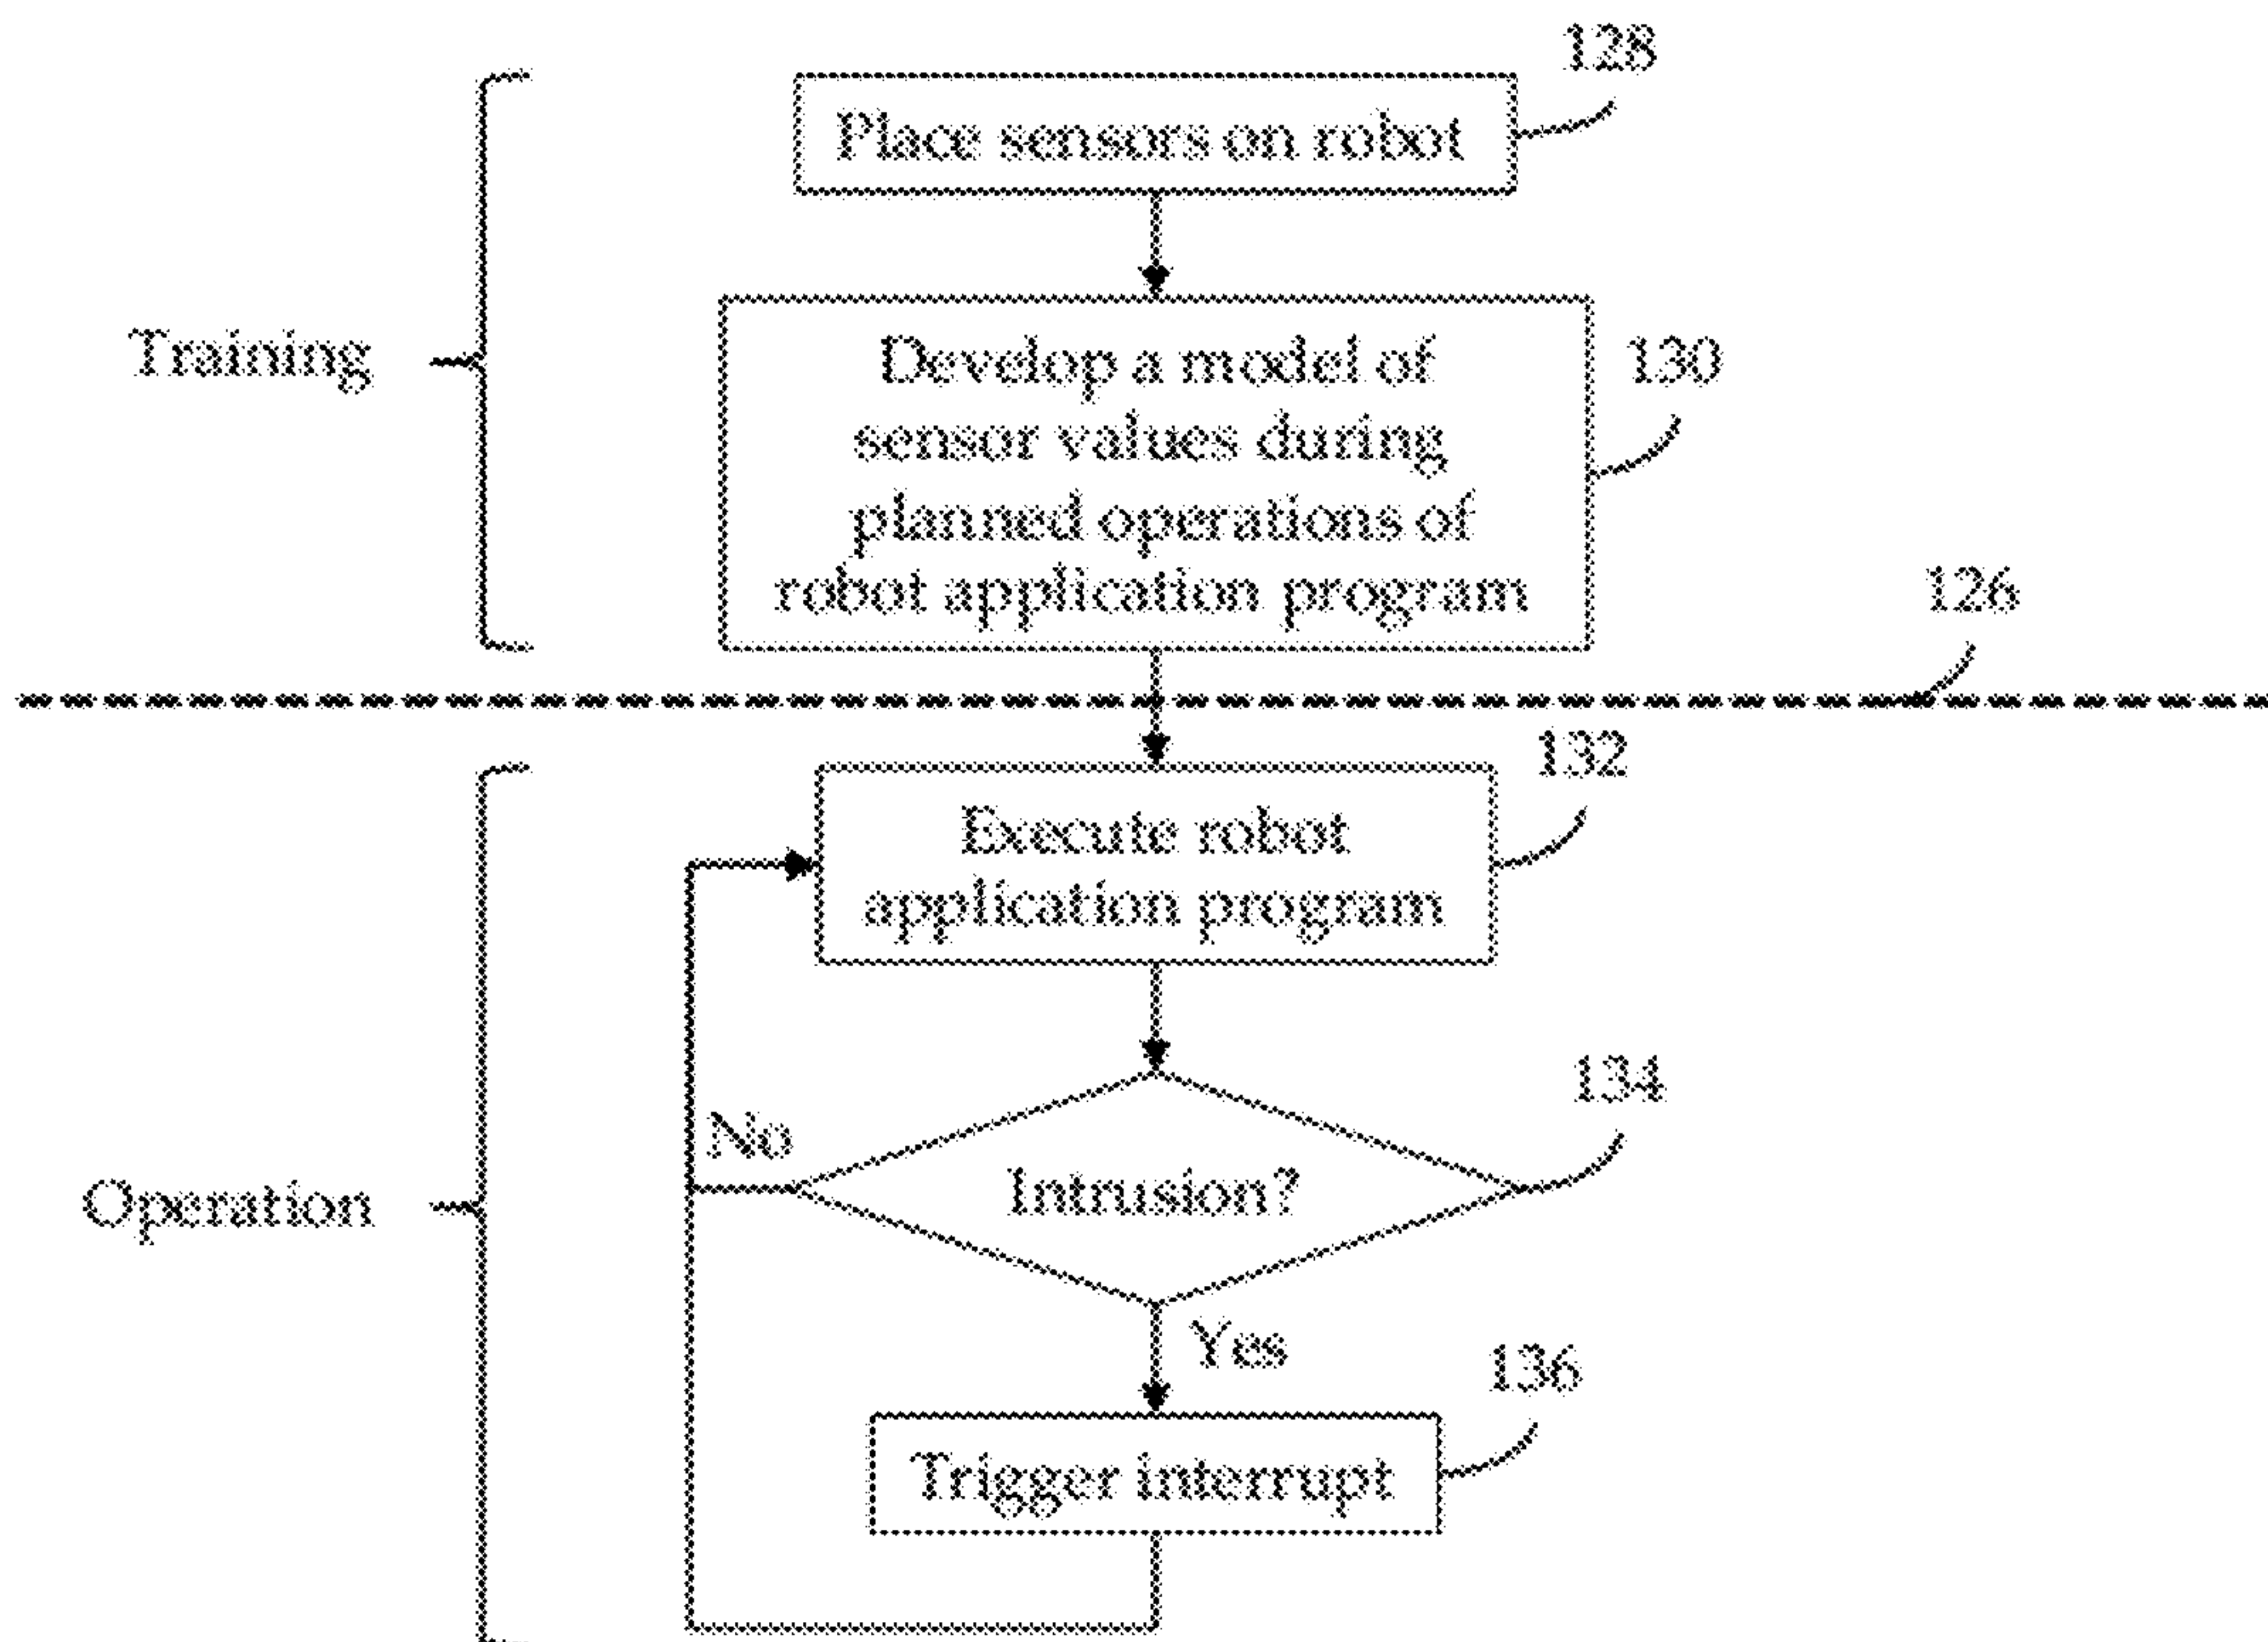 128
Place sensors on robot
Training
Develop a model of
sensor values during
planned operations of
robot application program
130
126
132
Execute robot
application program
134
No
Intrusion?
Operation
Yes
136
Trigger interrupt